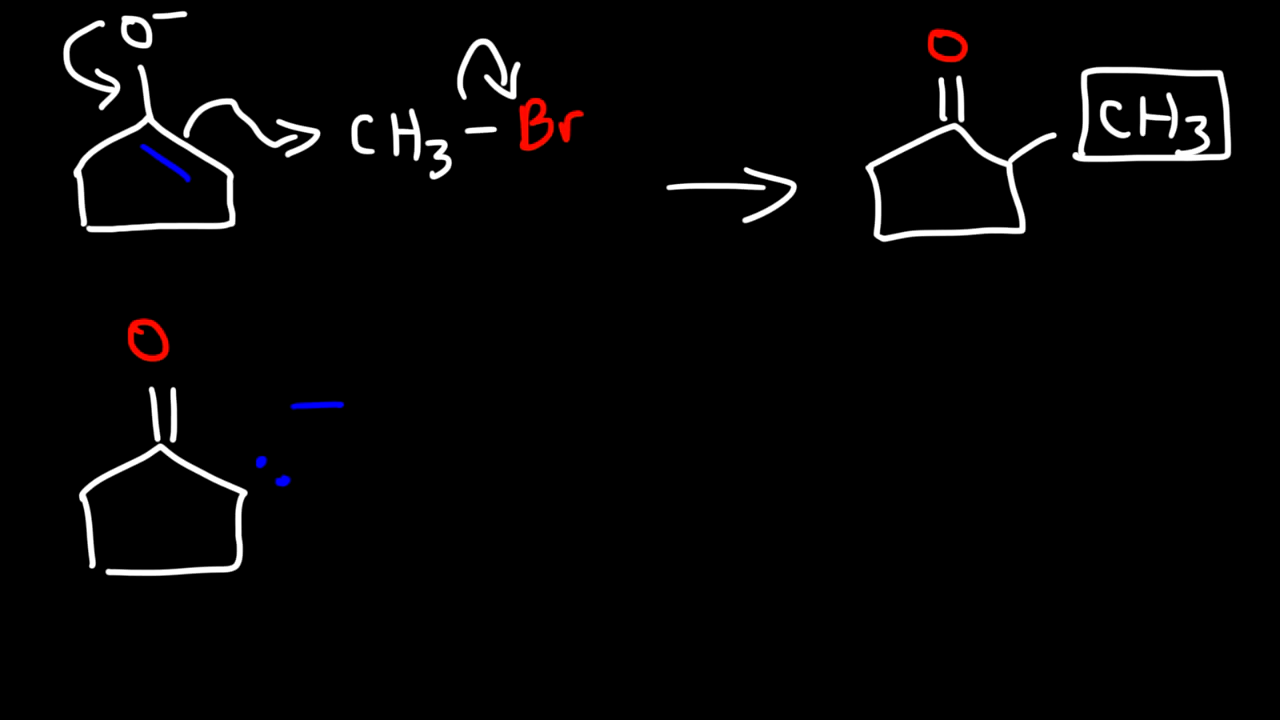 O⁻
CH₃ – Br
O
CH₃
O